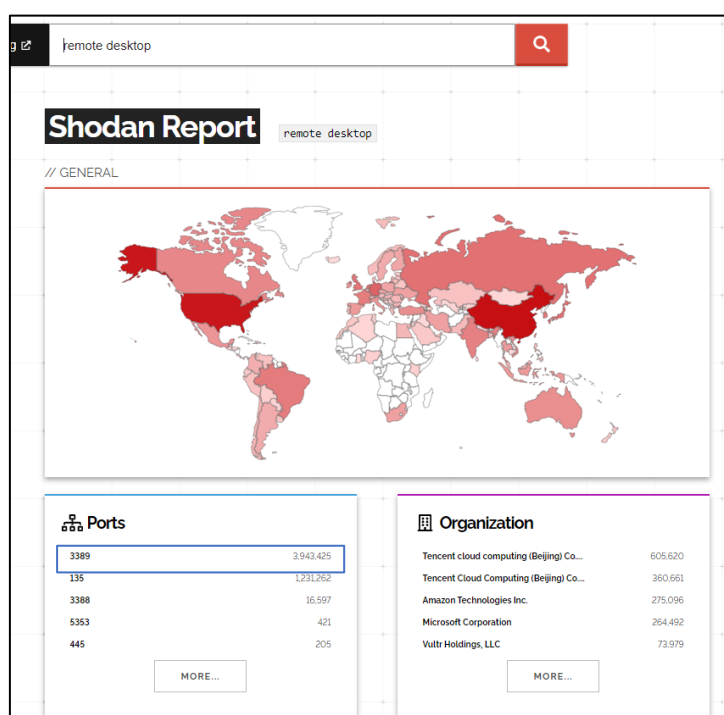 g
remote desktop
Shodan Report
remote desktop
// GENERAL
Ports
3389 3,943,425
135 1,231,262
3388 16,597
5353 421
445 205
MORE...
Organization
Tencent cloud computing (Beijing) Co.... 605,620
Tencent Cloud Computing (Beijing) Co.... 360,661
Amazon Technologies Inc. 275,096
Microsoft Corporation 264,492
Vultr Holdings, LLC 73,979
MORE...